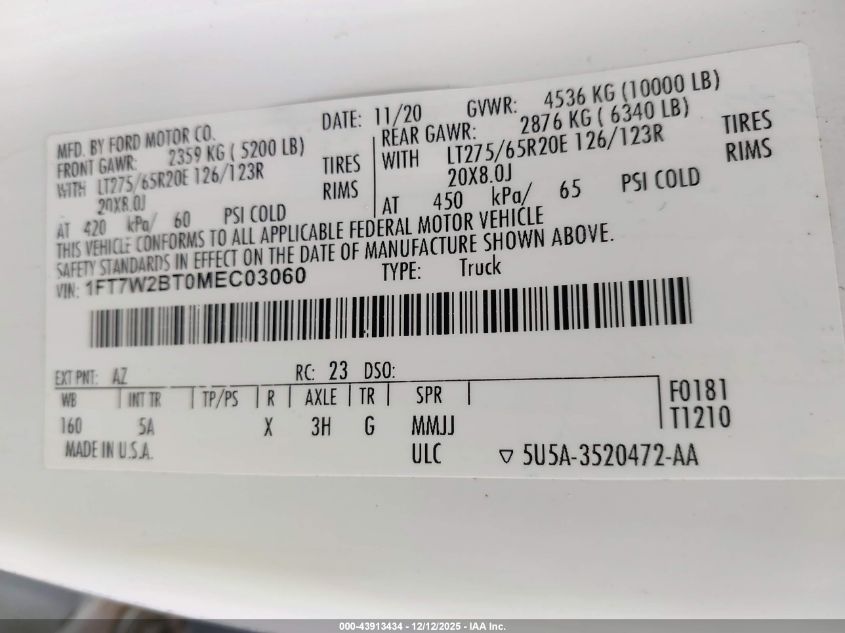 MFD. BY FORD MOTOR CO.
DATE: 11/20 GVWR: 4536 KG (10000 LB)
FRONT GAWR: 2359 KG ( 5200 LB)
WITH LT275/65R20E 126/123R TIRES
20X8.0J RIMS
AT 420 kPa/ 60 PSI COLD
REAR GAWR: 2876 KG ( 6340 LB)
WITH LT275/65R20E 126/123R TIRES
20X8.0J RIMS
AT 450 kPa/ 65 PSI COLD
THIS VEHICLE CONFORMS TO ALL APPLICABLE FEDERAL MOTOR VEHICLE
SAFETY STANDARDS IN EFFECT ON THE DATE OF MANUFACTURE SHOWN ABOVE.
VIN: 1FT7W2BT0MEC03060 TYPE: Truck
EXT PNT: AZ RC: 23 DSO:
WB INT TR TP/PS R AXLE TR SPR F0181
160 5A X 3H G MMJJ T1210
MADE IN U.S.A. ULC ▽ 5U5A-3520472-AA
000-43913434 - 12/12/2025 - IAA Inc.